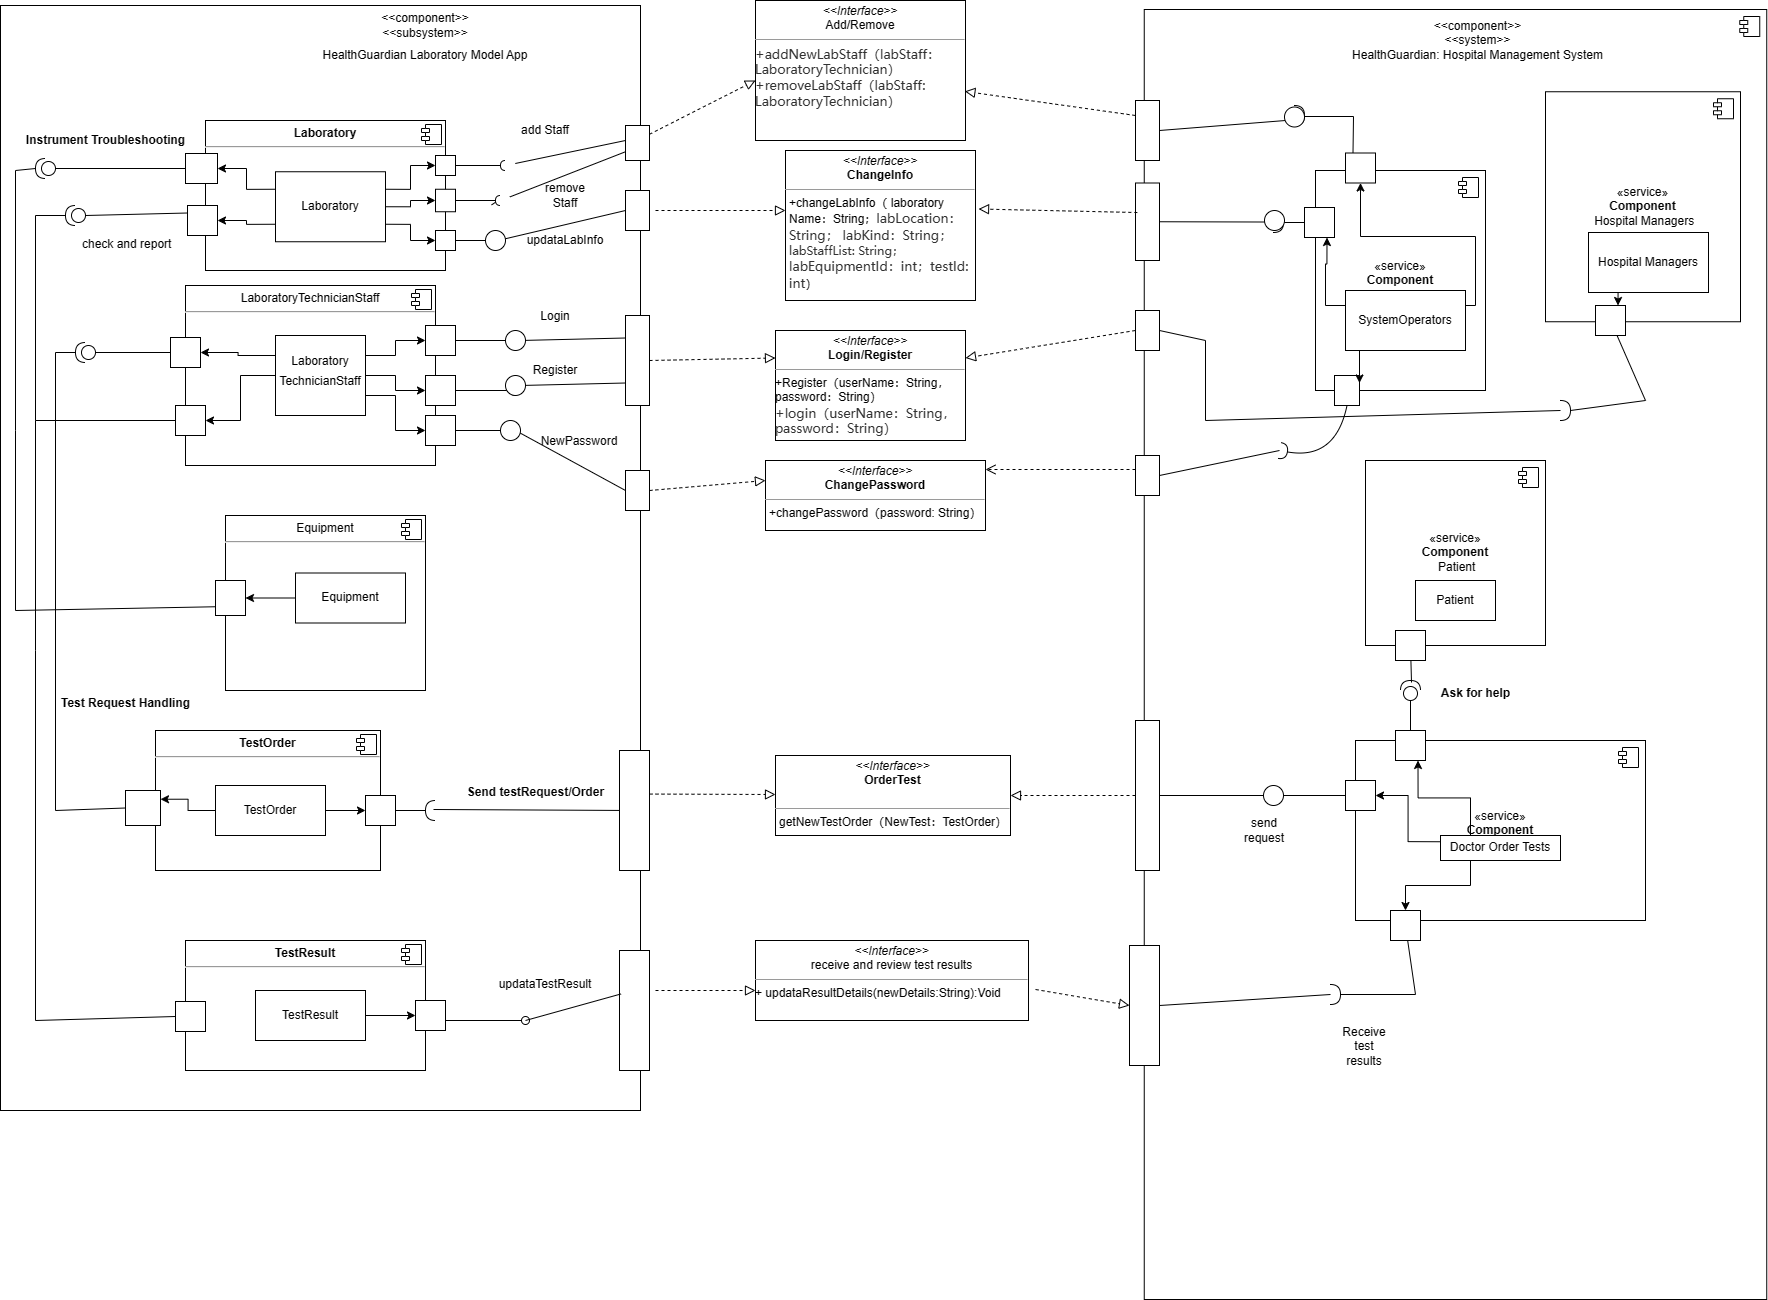 <<component>>
<<subsystem>>
HealthGuardian Laboratory Model App
Instrument Troubleshooting
Laboratory
Laboratory
add Staff
remove
Staff
updataLabInfo
check and report
LaboratoryTechnicianStaff
Laboratory
TechnicianStaff
Login
Register
NewPassword
Equipment
Equipment
Test Request Handling
TestOrder
TestOrder
Send testRequest/Order
TestResult
TestResult
updataTestResult
<<Interface>>
Add/Remove
+addNewLabStaff（labStaff:
LaboratoryTechnician）
+removeLabStaff（labStaff:
LaboratoryTechnician）
<<Interface>>
ChangeInfo
+changeLabInfo（ laboratory
Name：String；labLocation：
String； labKind：String；
labStaffList: String；
labEquipmentId：int；testId:
int)
<<Interface>>
Login/Register
+Register（userName：String，
password：String）
+login（userName：String，
password：String）
<<Interface>>
ChangePassword
+changePassword（password: String）
<<Interface>>
OrderTest
getNewTestOrder（NewTest：TestOrder）
<<Interface>>
receive and review test results
+ updataResultDetails(newDetails:String):Void
<<component>>
<<system>>
HealthGuardian: Hospital Management System
«service»
Component
Hospital Managers
Hospital Managers
«service»
Component
SystemOperators
«service»
Component
Patient
Patient
Ask for help
«service»
Component
Doctor Order Tests
send
request
Receive
test
results